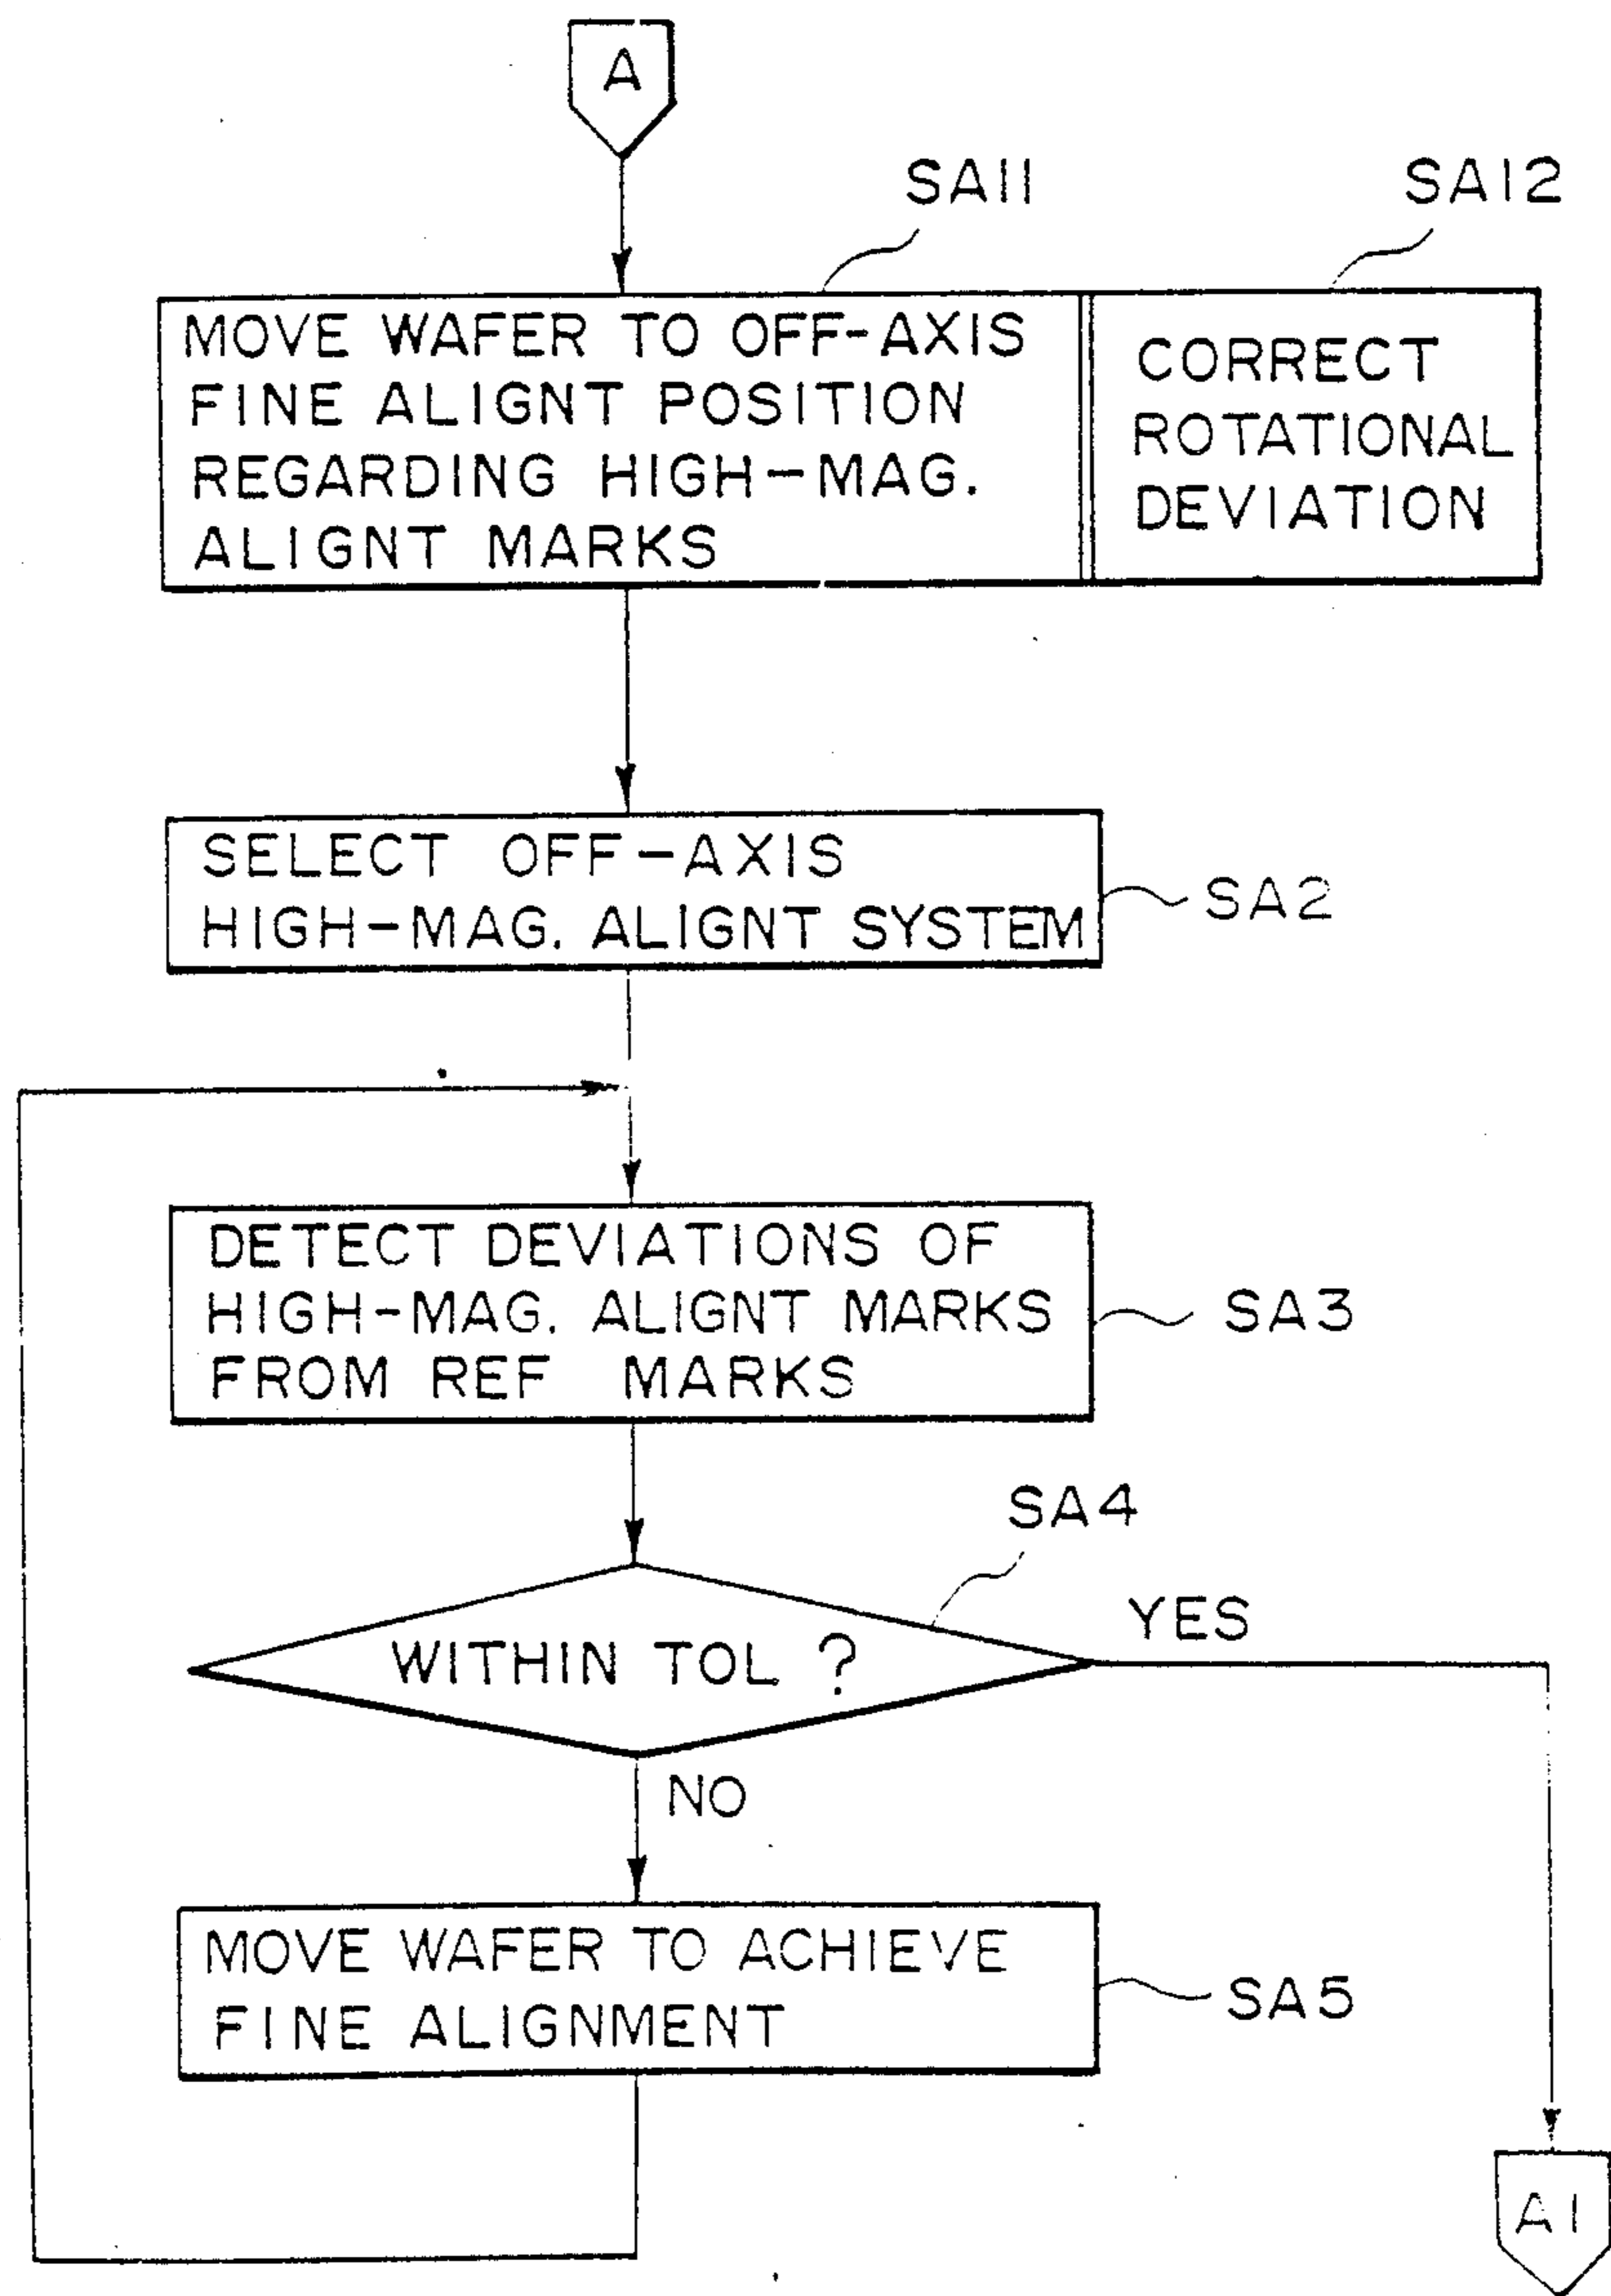 A
SA11
SA12
MOVE WAFER TO OFF-AXIS
FINE ALIGNT POSITION
REGARDING HIGH-MAG.
ALIGNT MARKS
CORRECT
ROTATIONAL
DEVIATION
SELECT OFF-AXIS
HIGH-MAG. ALIGNT SYSTEM
SA2
DETECT DEVIATIONS OF
HIGH-MAG. ALIGNT MARKS
FROM REF MARKS
SA3
SA4
WITHIN TOL ?
YES
NO
MOVE WAFER TO ACHIEVE
FINE ALIGNMENT
SA5
A1